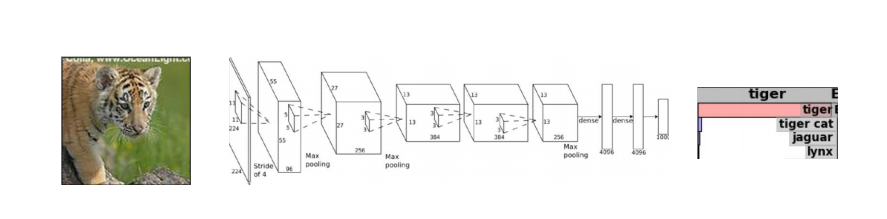 55
27
13
13
13
11
11
5
5
3
3
3
3
3
3
224
55
27
13
13
13
dense
dense
384
384
256
1000
256
4096
4096
224
Stride
of 4
96
Max
pooling
Max
pooling
Max
pooling
tiger
tiger
tiger cat
jaguar
lynx